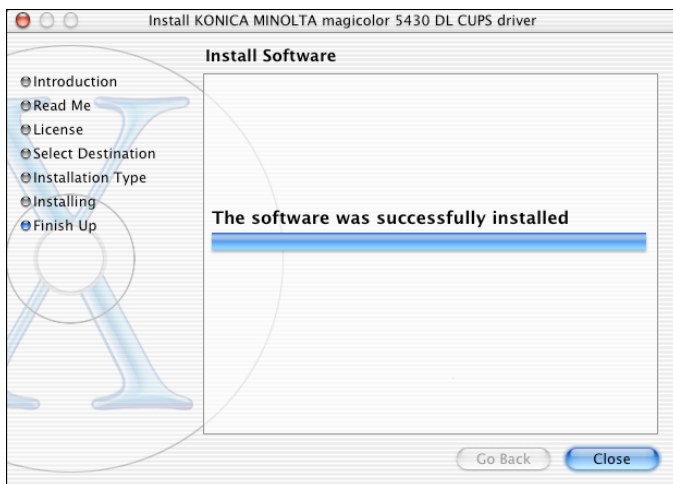 Install KONICA MINOLTA magicolor 5430 DL CUPS driver
Install Software
Introduction
Read Me
License
Select Destination
Installation Type
Installing
Finish Up
The software was successfully installed
Go Back
Close